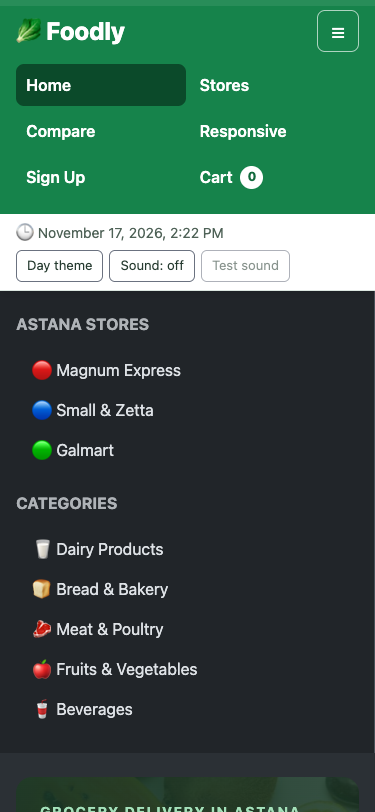 🥬 Foodly
☰
Home
Stores
Compare
Responsive
Sign Up
Cart 0
🕒 November 17, 2026, 2:22 PM
Day theme
Sound: off
Test sound
ASTANA STORES
🔴 Magnum Express
🔵 Small & Zetta
🟢 Galmart
CATEGORIES
🥛 Dairy Products
🍞 Bread & Bakery
🥩 Meat & Poultry
🍎 Fruits & Vegetables
🥤 Beverages
GROCERY DELIVERY IN ASTANA